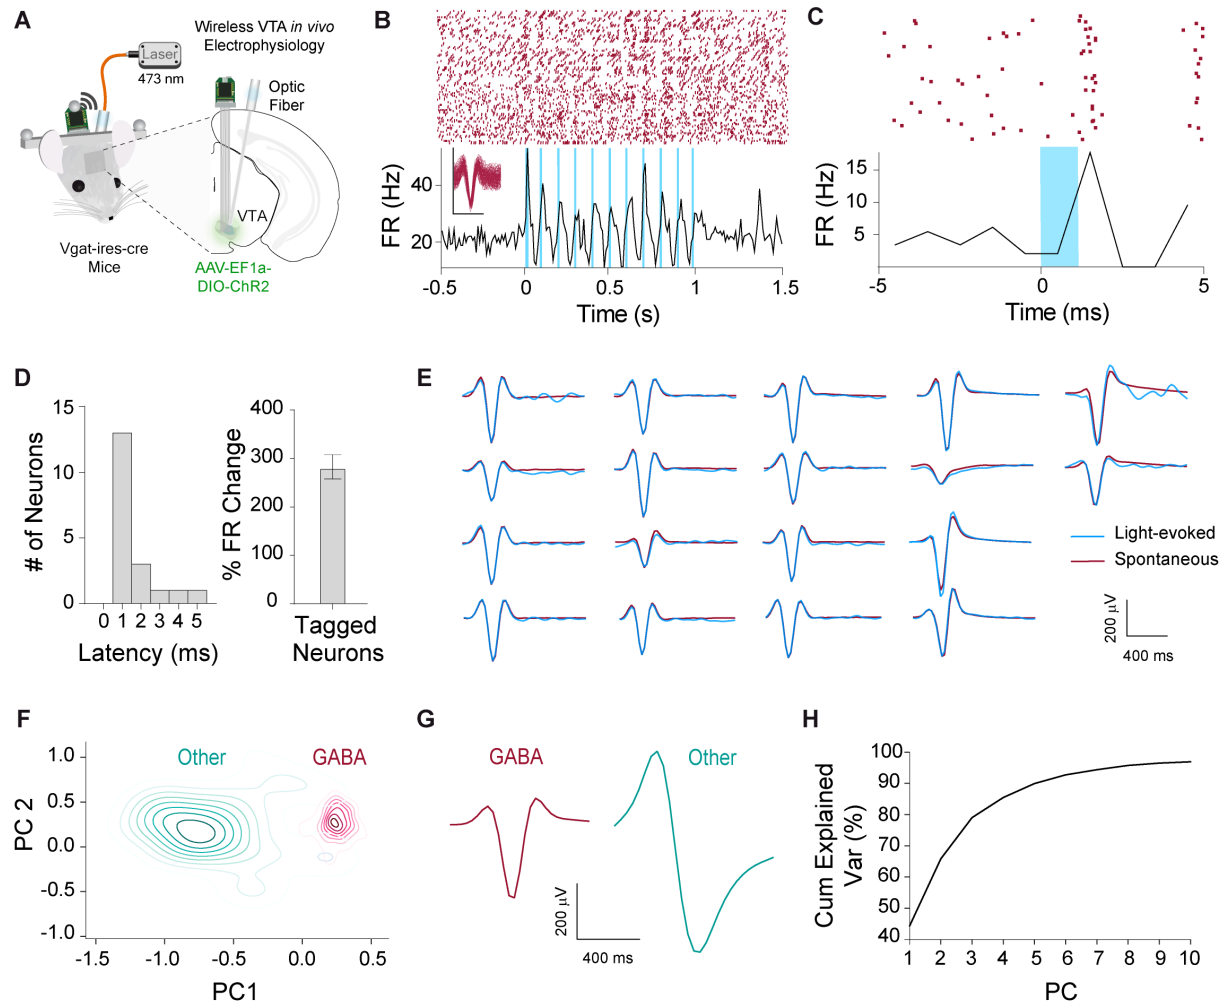 A
Wireless VTA in vivo
Electrophysiology
Laser
473 nm
Optic
Fiber
VTA
Vgat-ires-cre
Mice
AAV-EF1a-
DIO-ChR2
B
FR (Hz)
40
20
-0.5
0
0.5
1
1.5
Time (s)
C
FR (Hz)
15
10
5
-5
0
5
Time (ms)
D
# of Neurons
15
10
5
0
0 1 2 3 4 5
Latency (ms)
% FR Change
400
300
200
100
0
Tagged
Neurons
E
Light-evoked
Spontaneous
200 µV
400 ms
F
Other
GABA
PC 2
1.0
0.5
0.0
-0.5
-1.0
-1.5
-1.0
-0.5
0.0
0.5
PC1
G
GABA
Other
200 µV
400 ms
H
Cum Explained
Var (%)
100
90
80
70
60
50
40
1 2 3 4 5 6 7 8 9 10
PC